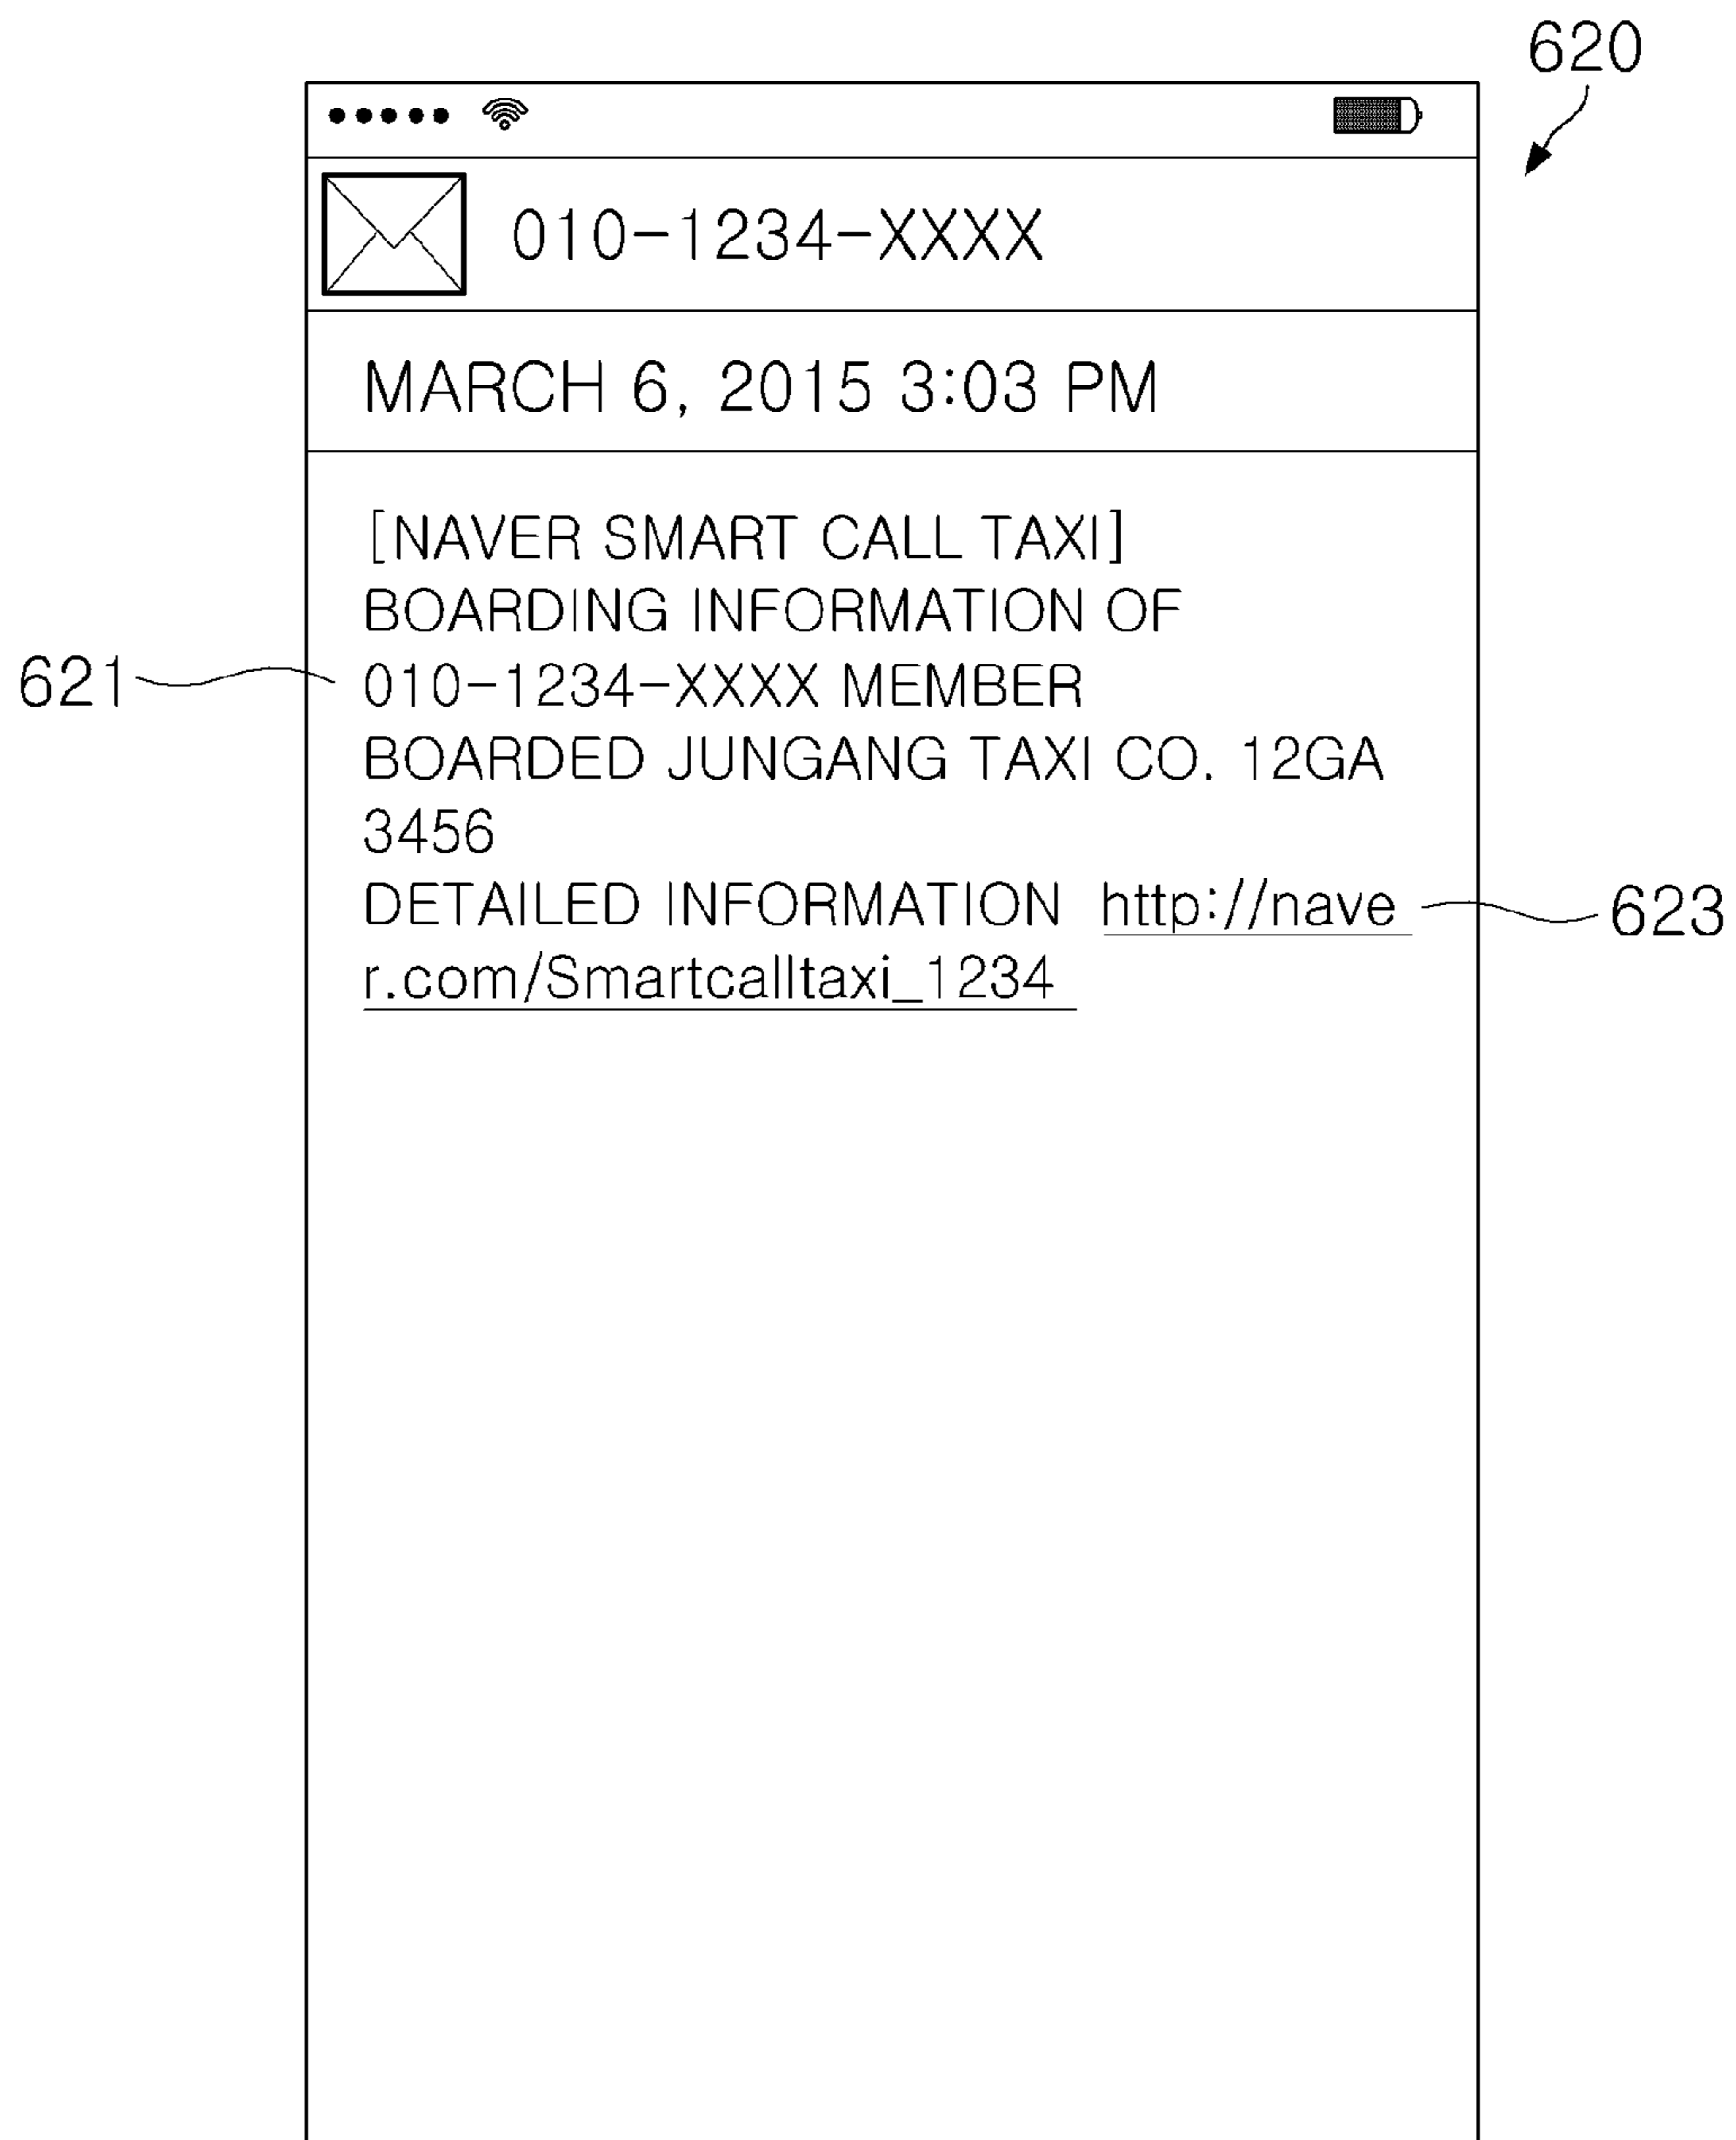 620
010-1234-XXXX
MARCH 6, 2015 3:03 PM
[NAVER SMART CALL TAXI]
BOARDING INFORMATION OF
621
010-1234-XXXX MEMBER
BOARDED JUNGANG TAXI CO. 12GA
3456
DETAILED INFORMATION http://nave
623
r.com/Smartcalltaxi_1234